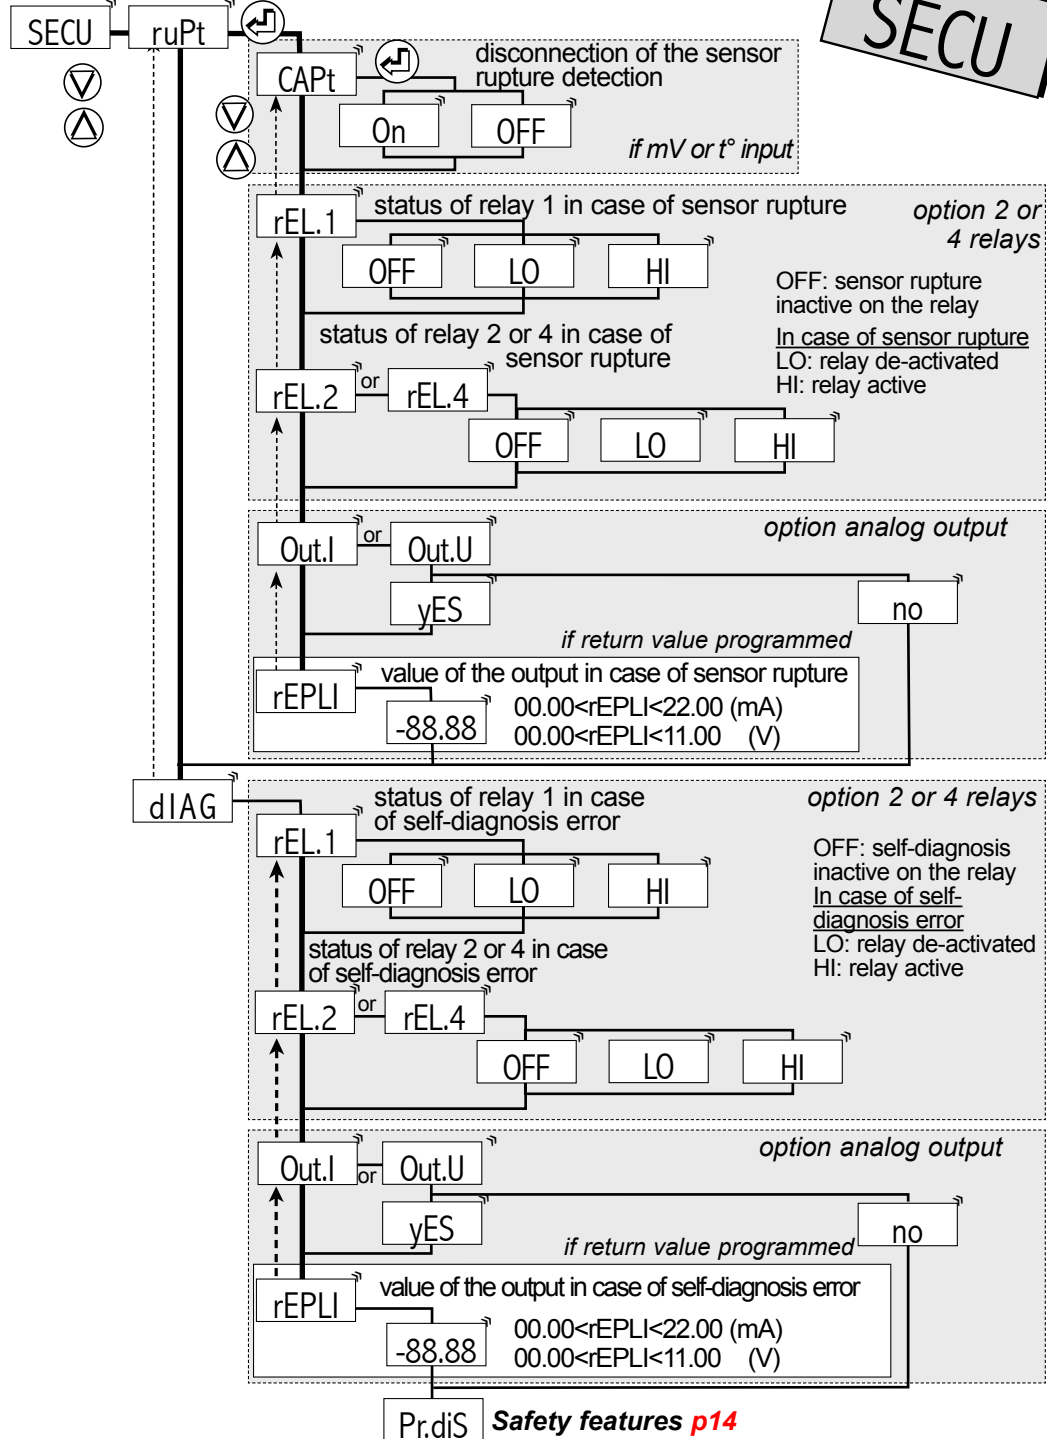 SECU ruPt
SECU
CAPt
disconnection of the sensor
rupture detection
On OFF
if mV or t° input
rEL.1
status of relay 1 in case of sensor rupture
option 2 or
4 relays
OFF LO HI
OFF: sensor rupture
inactive on the relay
In case of sensor rupture
LO: relay de-activated
HI: relay active
status of relay 2 or 4 in case of
sensor rupture
rEL.2 or rEL.4
OFF LO HI
option analog output
Out.I or Out.U
yES
no
if return value programmed
rEPLI
value of the output in case of sensor rupture
-88.88
00.00<rEPLI<22.00 (mA)
00.00<rEPLI<11.00 (V)
dIAG
status of relay 1 in case
of self-diagnosis error
option 2 or 4 relays
rEL.1
OFF LO HI
OFF: self-diagnosis
inactive on the relay
In case of self-
diagnosis error
LO: relay de-activated
HI: relay active
status of relay 2 or 4 in case
of self-diagnosis error
rEL.2 or rEL.4
OFF LO HI
option analog output
Out.I or Out.U
yES
no
if return value programmed
rEPLI
value of the output in case of self-diagnosis error
-88.88
00.00<rEPLI<22.00 (mA)
00.00<rEPLI<11.00 (V)
Pr.diS Safety features p14